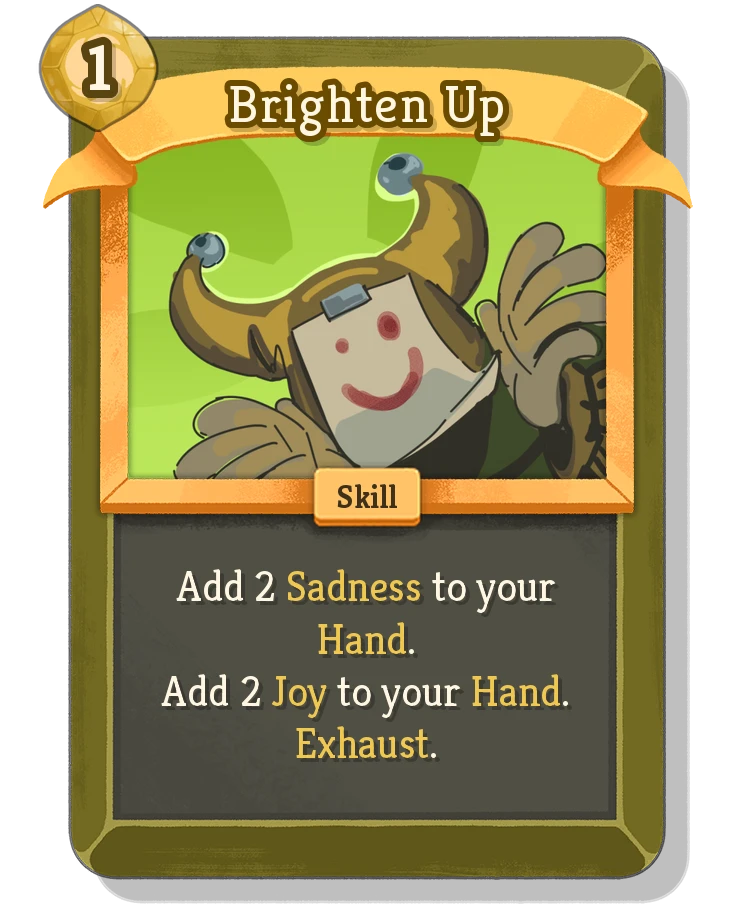 1
Brighten Up
Skill
Add 2 Sadness to your
Hand.
Add 2 Joy to your Hand.
Exhaust.